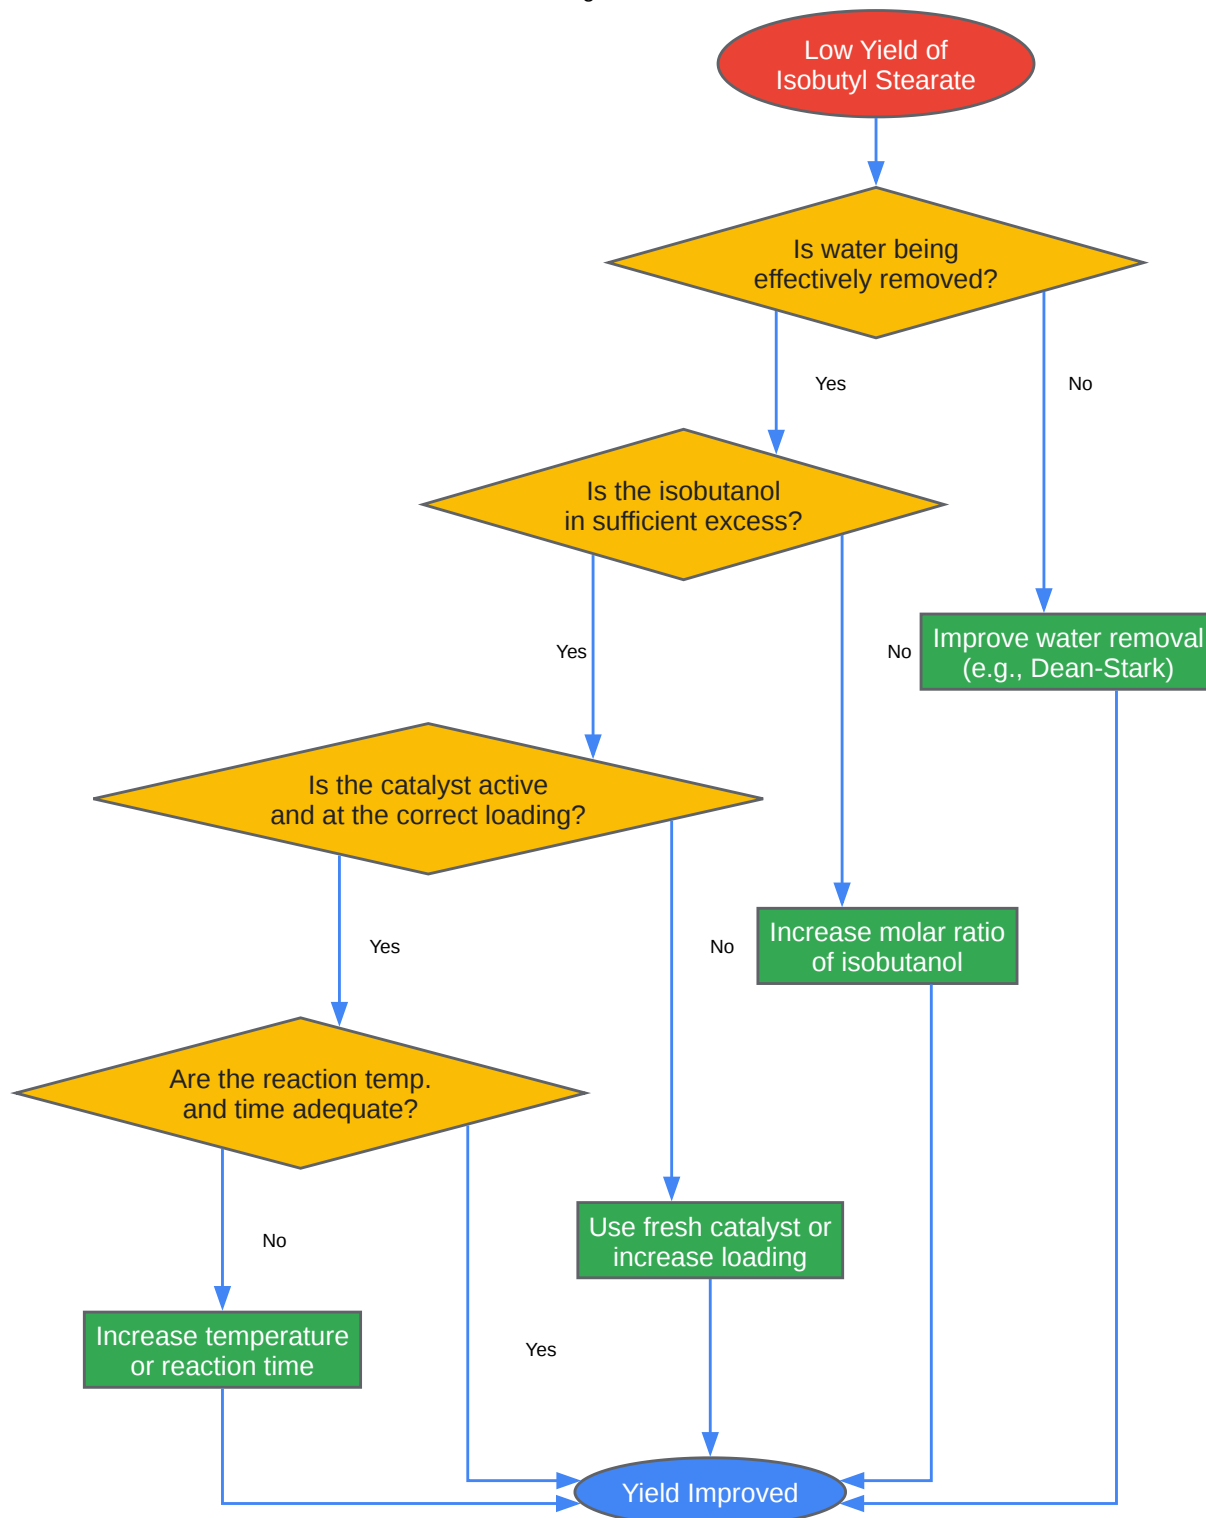 Low Yield of
Isobutyl Stearate
Is water being
effectively removed?
Yes
No
Is the isobutanol
in sufficient excess?
Yes
No
Improve water removal
(e.g., Dean-Stark)
Is the catalyst active
and at the correct loading?
Yes
No
Increase molar ratio
of isobutanol
Are the reaction temp.
and time adequate?
No
Use fresh catalyst or
increase loading
Increase temperature
or reaction time
Yes
Yield Improved